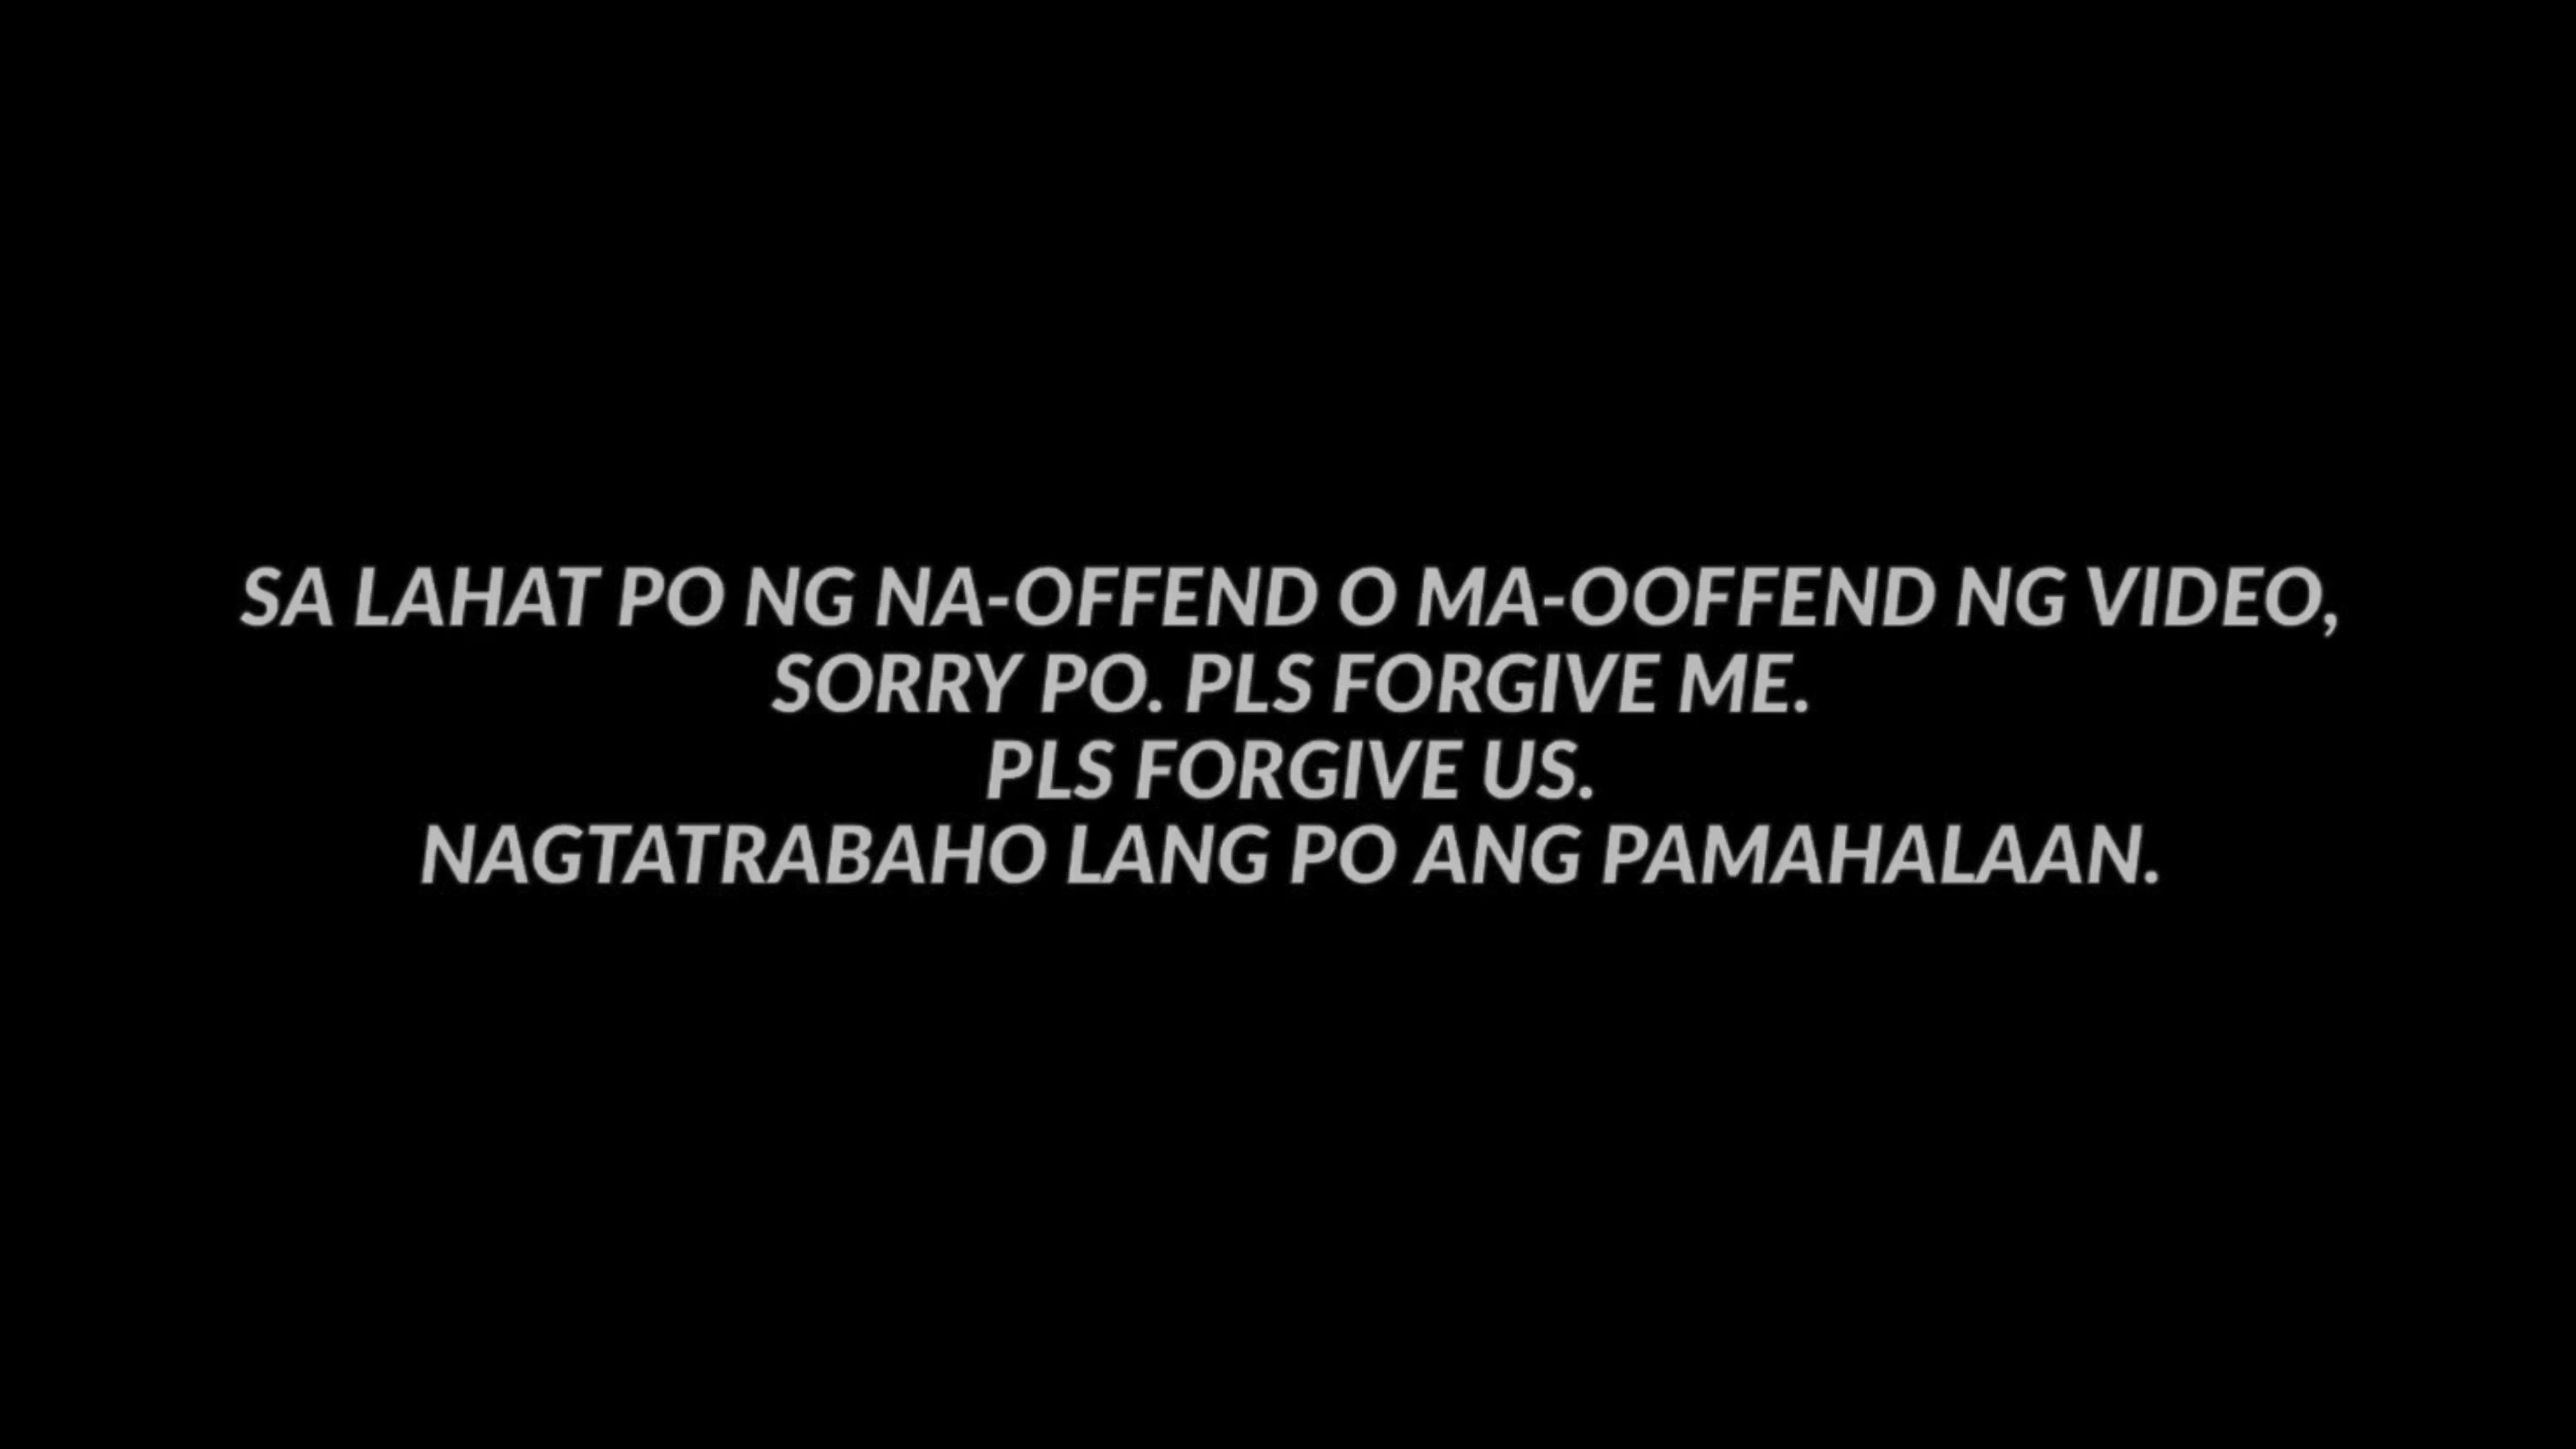 SA LAHAT PO NG NA-OFFEND O MA-OOFFEND NG VIDEO,
SORRY PO. PLS FORGIVE ME.
PLS FORGIVE US.
NAGTATRABAHO LANG PO ANG PAMAHALAAN.